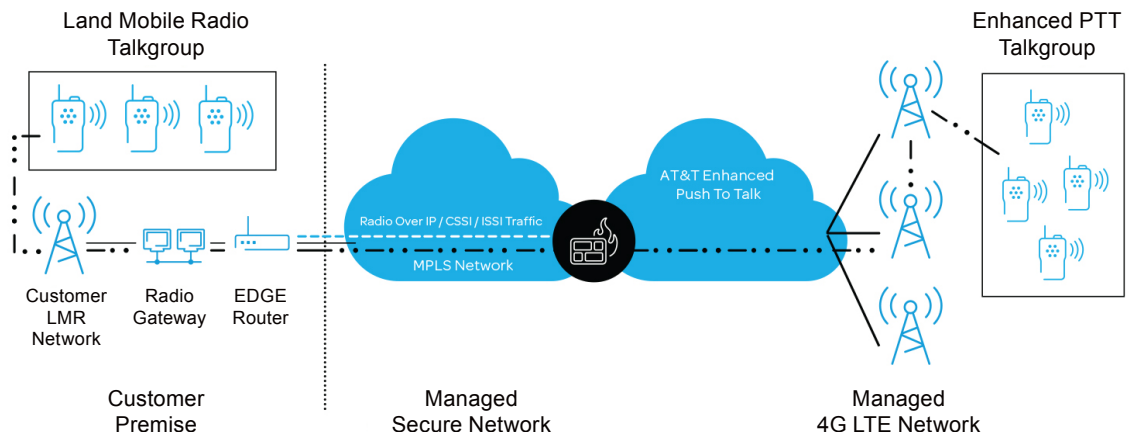 Land Mobile Radio
Talkgroup
Enhanced PTT
Talkgroup
AT&T Enhanced
Push To Talk
Radio Over IP / CSSI / ISSI Traffic
MPLS Network
Customer
LMR
Network
Radio
Gateway
EDGE
Router
Customer
Premise
Managed
Secure Network
Managed
4G LTE Network